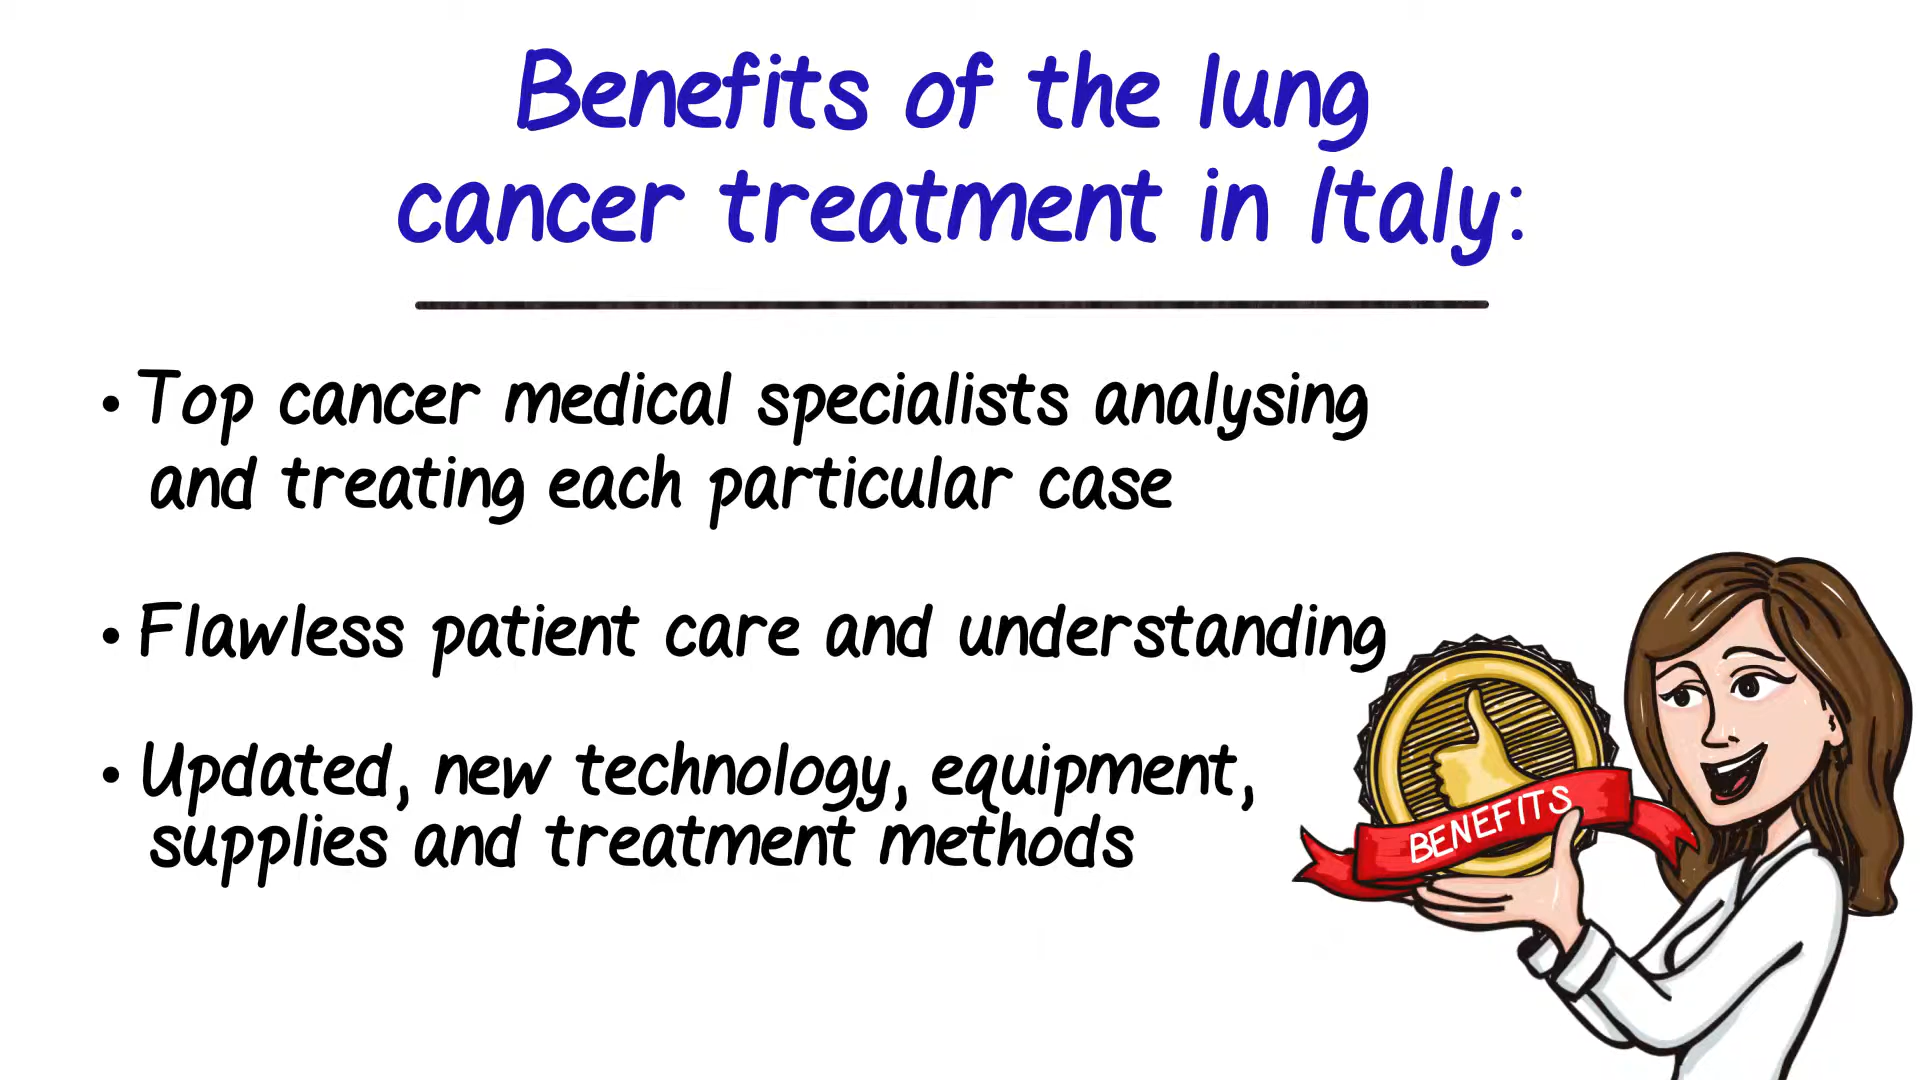 Benefits of the lung
cancer treatment in Italy:
• Top cancer medical specialists analysing
and treating each particular case
• Flawless patient care and understanding
• Updated, new technology, equipment,
supplies and treatment methods
BENEFITS